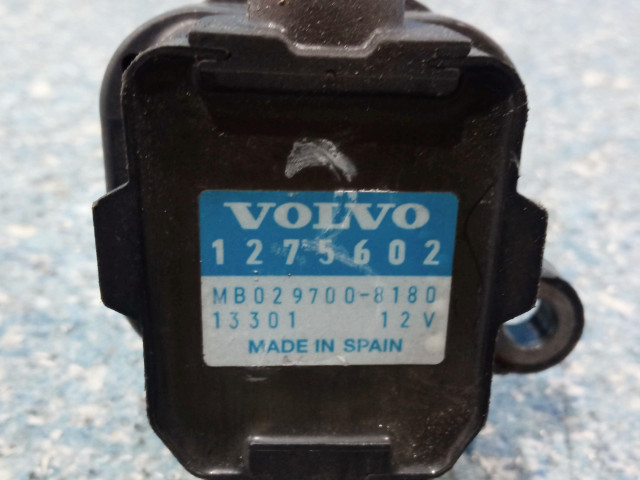 VOLVO
1275602
MB029700-8180
13301 12V
MADE IN SPAIN